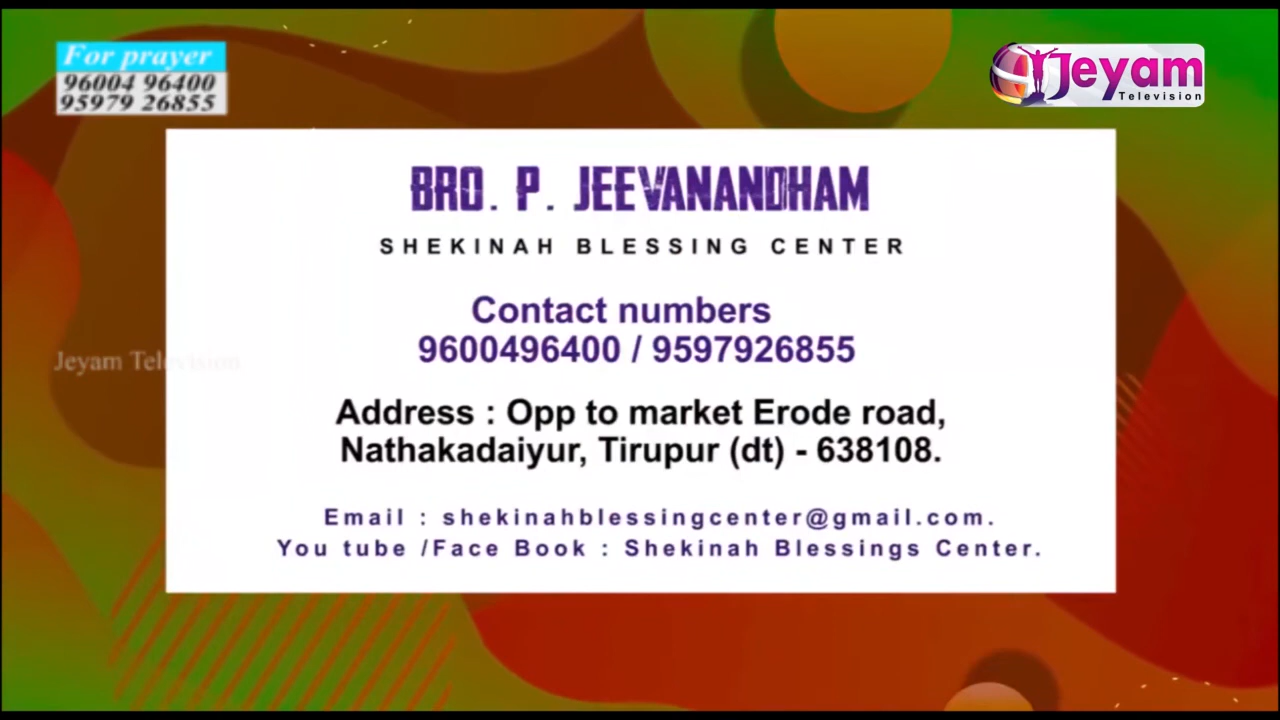 For prayer
96004 96400
95979 26855
Jeyam
Television
BRO. P. JEEVANANDHAM
SHEKINAH BLESSING CENTER
Contact numbers
9600496400 / 9597926855
Jeyam Television
Address : Opp to market Erode road,
Nathakadaiyur, Tirupur (dt) - 638108.
Email : shekinahblessingcenter@gmail.com.
You tube /Face Book : Shekinah Blessings Center.